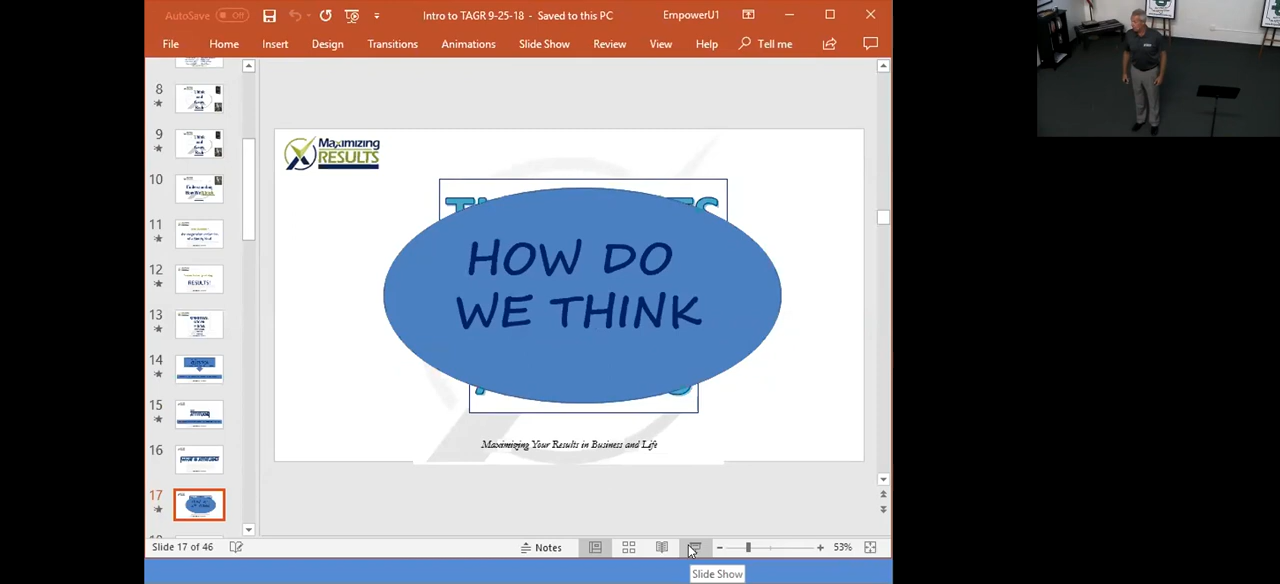 AutoSave Off
Intro to TAGR 9-25-18 - Saved to this PC
EmpowerU1
File Home Insert Design Transitions Animations Slide Show Review View Help Tell me
8
9
10
11
12
13
14
15
16
17
Maximizing
RESULTS
HOW DO
WE THINK
Maximizing Your Results in Business and Life
Slide 17 of 46
Notes
53%
Slide Show